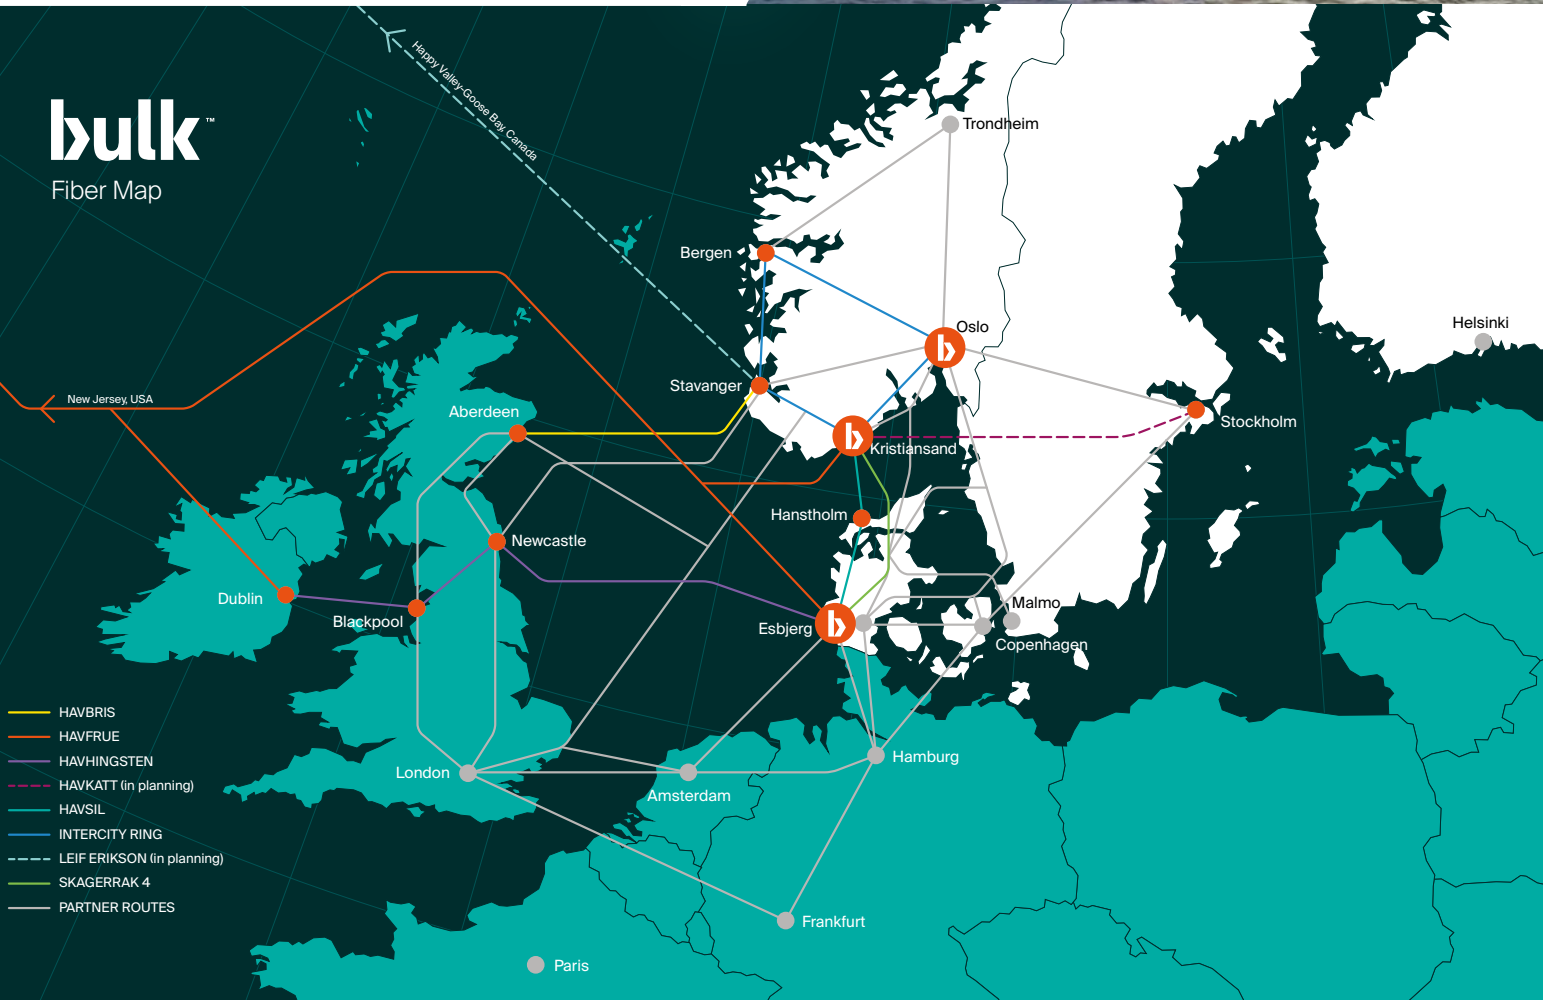 bulk™
Fiber Map
Happy Valley-Goose Bay, Canada
Trondheim
Bergen
Oslo
Helsinki
Stavanger
New Jersey, USA
Aberdeen
Stockholm
Kristiansand
Hanstholm
Newcastle
Dublin
Blackpool
Esbjerg
Malmo
Copenhagen
HAVBRIS
HAVFRUE
HAVHINGSTEN
HAVKATT (in planning)
HAVSIL
INTERCITY RING
LEIF ERIKSON (in planning)
SKAGERRAK 4
PARTNER ROUTES
London
Amsterdam
Hamburg
Frankfurt
Paris